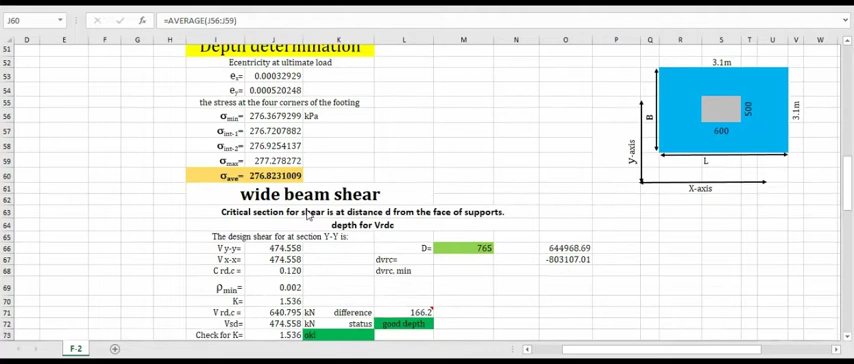 J60
fx
=AVERAGE(J56:J59)
D E F G H I J K L M N O P Q R S T U V W
51 Depth determination
52 Ecentricity at ultimate load 3.1m
53 ex= 0.00032929
54 ey= 0.000520248
55 the stress at the four corners of the footing
56 σmin= 276.3679299 kPa
57 σint-1= 276.7207882
58 σint-2= 276.9254137
59 σmax= 277.278272
60 σave= 276.8231009
B
500
600
3.1m
y-axis
L
X-axis
61 wide beam shear
62
63 Critical section for shear is at distance d from the face of supports.
64 depth for Vrdc
65 The design shear for at section Y-Y is:
66 V y-y= 474.558 D= 765 644968.69
67 V x-x= 474.558 dvrc= -803107.01
68 C rd.c = 0.120 dvrc. min
69 ρmin= 0.002
70 K= 1.536
71 V rd.c = 640.795 kN difference 166.2
72 Vsd= 474.558 kN status good depth
73 Check for K= 1.536 ok!
F-2